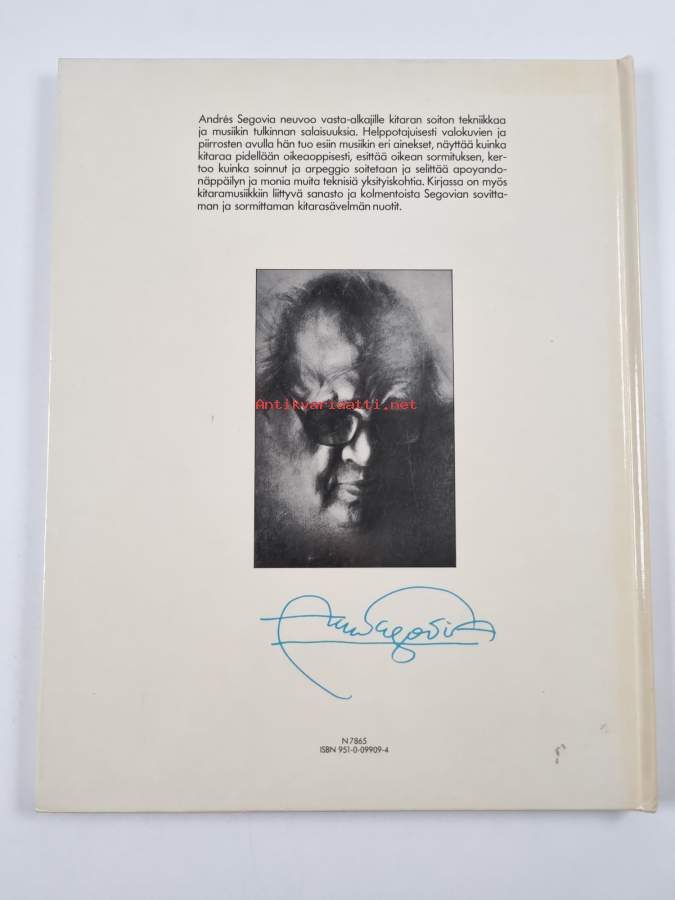 Andrés Segovia neuvoo vasta-alkajille kitaran soiton tekniikkaa
ja musiikin tulkinnan salaisuuksia. Helppotajuisesti valokuvien ja
piirrosten avulla hän tuo esiin musiikin eri ainekset, näyttää kuinka
kitaraa pidellään oikeaoppisesti, esittää oikean sormituksen, ker-
too kuinka soinnut ja arpeggio soitetaan ja selittää apoyando-
näppäilyn ja monia muita teknisiä yksityiskohtia. Kirjassa on myös
kitaramusiikkiin liittyvä sanasto ja kolmentoista Segovian sovitta-
man ja sormittaman kitarasävelmän nuotit.
Antikvariaatti.net
N 7865
ISBN 951-0-09909-4